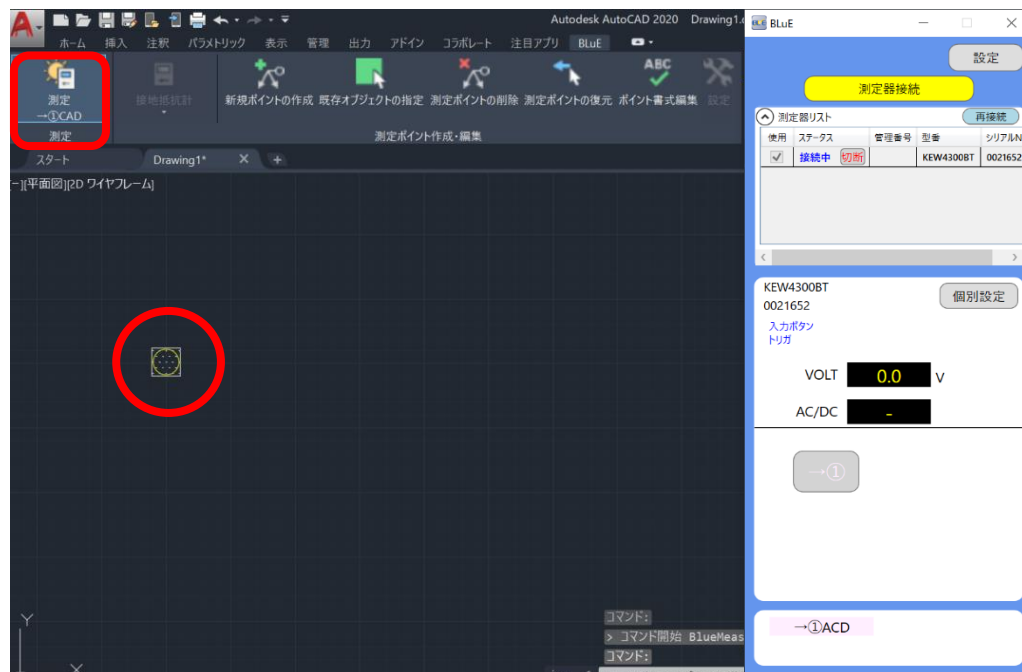 Autodesk AutoCAD 2020 Drawing1.
ホーム 挿入 注釈 パラメトリック 表示 管理 出力 アドイン コラボレート 注目アプリ BLuE
測定
→①CAD
接地抵抗計
新規ポイントの作成 既存オブジェクトの指定 測定ポイントの削除 測定ポイントの復元 ポイント書式編集 設定
ABC
測定
測定ポイント作成・編集
スタート Drawing1* X +
[-][平面図][2D ワイヤフレーム]
Y
X
コマンド:
> コマンド開始 BlueMeas
コマンド:
BLuE
設定
測定器接続
測定器リスト 再接続
使用 ステータス 管理番号 型番 シリアルN
接続中 切断 KEW4300BT 0021652
KEW4300BT
0021652
個別設定
入力ボタン
トリガ
VOLT 0.0 V
AC/DC -
→①
→①ACD